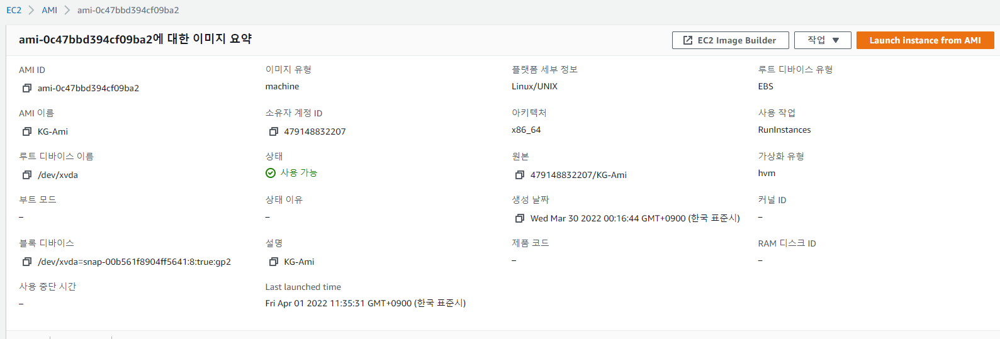 EC2 > AMI > ami-0c47bbd394cf09ba2
ami-0c47bbd394cf09ba2에 대한 이미지 요약
EC2 Image Builder
작업 ▼
Launch instance from AMI
AMI ID
ami-0c47bbd394cf09ba2
이미지 유형
machine
플랫폼 세부 정보
Linux/UNIX
루트 디바이스 유형
EBS
AMI 이름
KG-Ami
소유자 계정 ID
479148832207
아키텍처
x86_64
사용 작업
RunInstances
루트 디바이스 이름
/dev/xvda
상태
사용 가능
원본
479148832207/KG-Ami
가상화 유형
hvm
부트 모드
–
상태 이유
–
생성 날짜
Wed Mar 30 2022 00:16:44 GMT+0900 (한국 표준시)
커널 ID
–
블록 디바이스
/dev/xvda=snap-00b561f8904ff5641:8:true:gp2
설명
KG-Ami
제품 코드
–
RAM 디스크 ID
–
사용 중단 시간
–
Last launched time
Fri Apr 01 2022 11:35:31 GMT+0900 (한국 표준시)